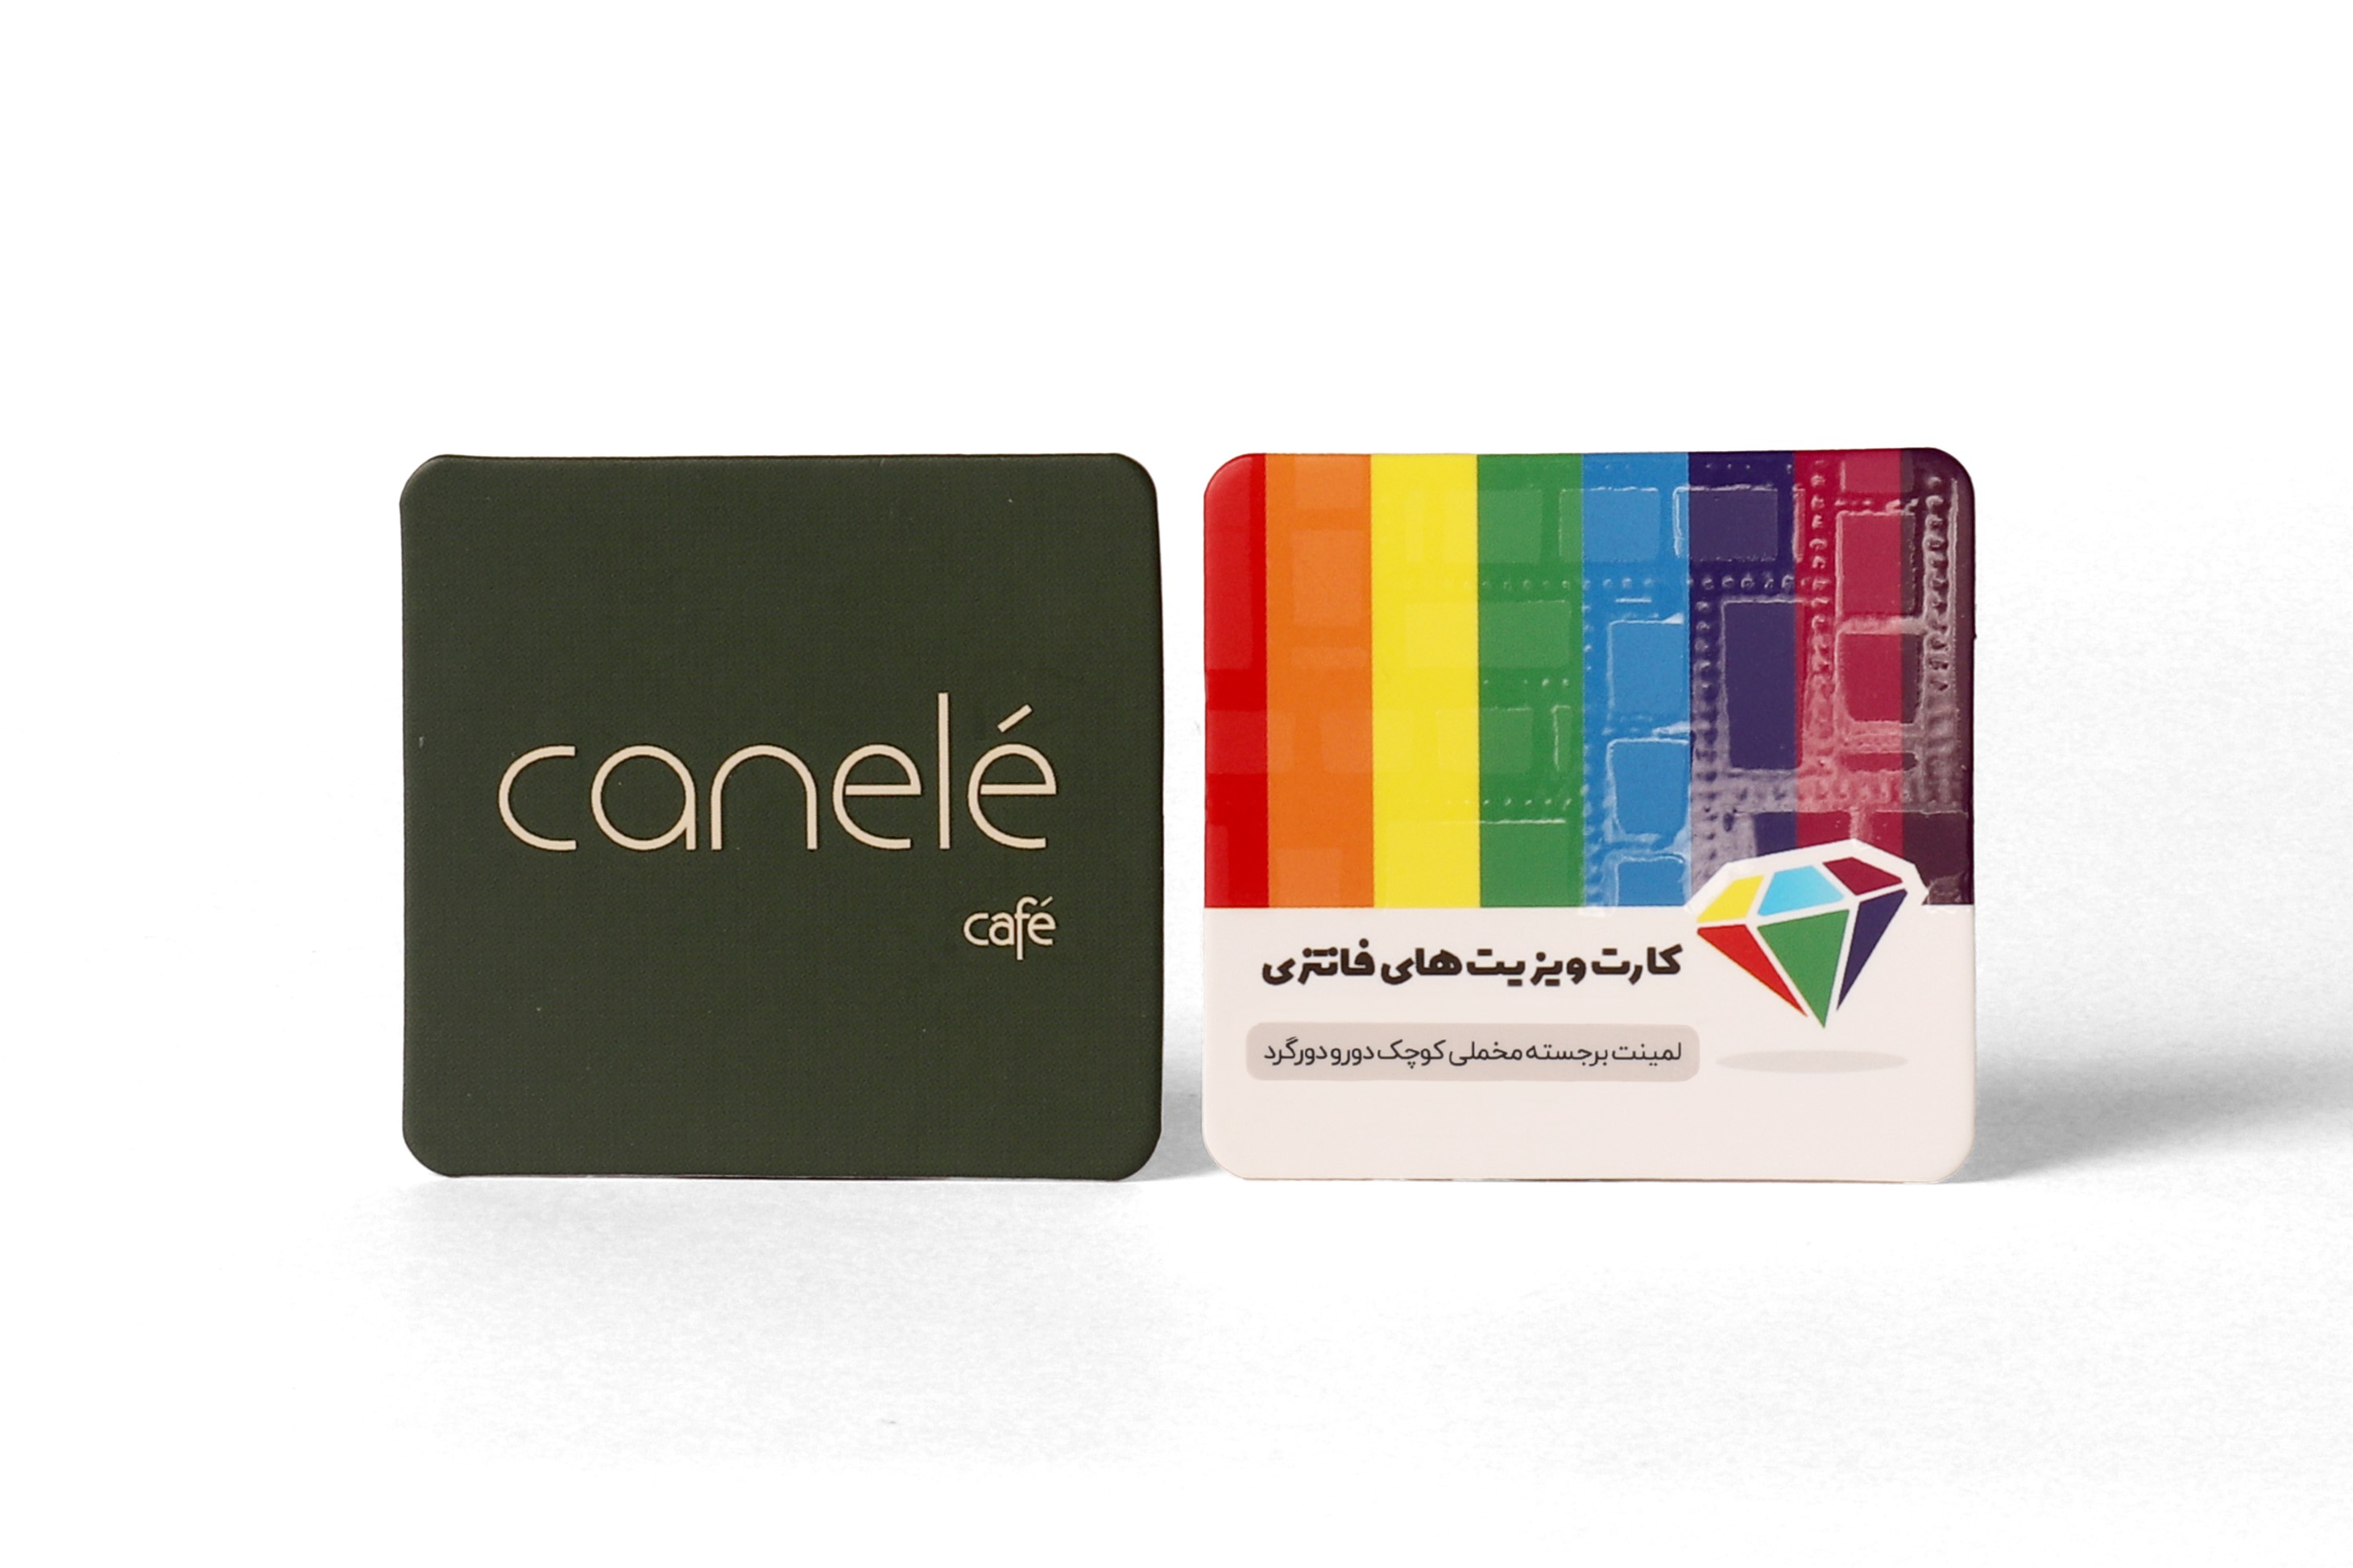 canelé
café
کارت ویزیت‌های فانتزی
لمینت برجسته مخملی کوچک دورو دورگرد